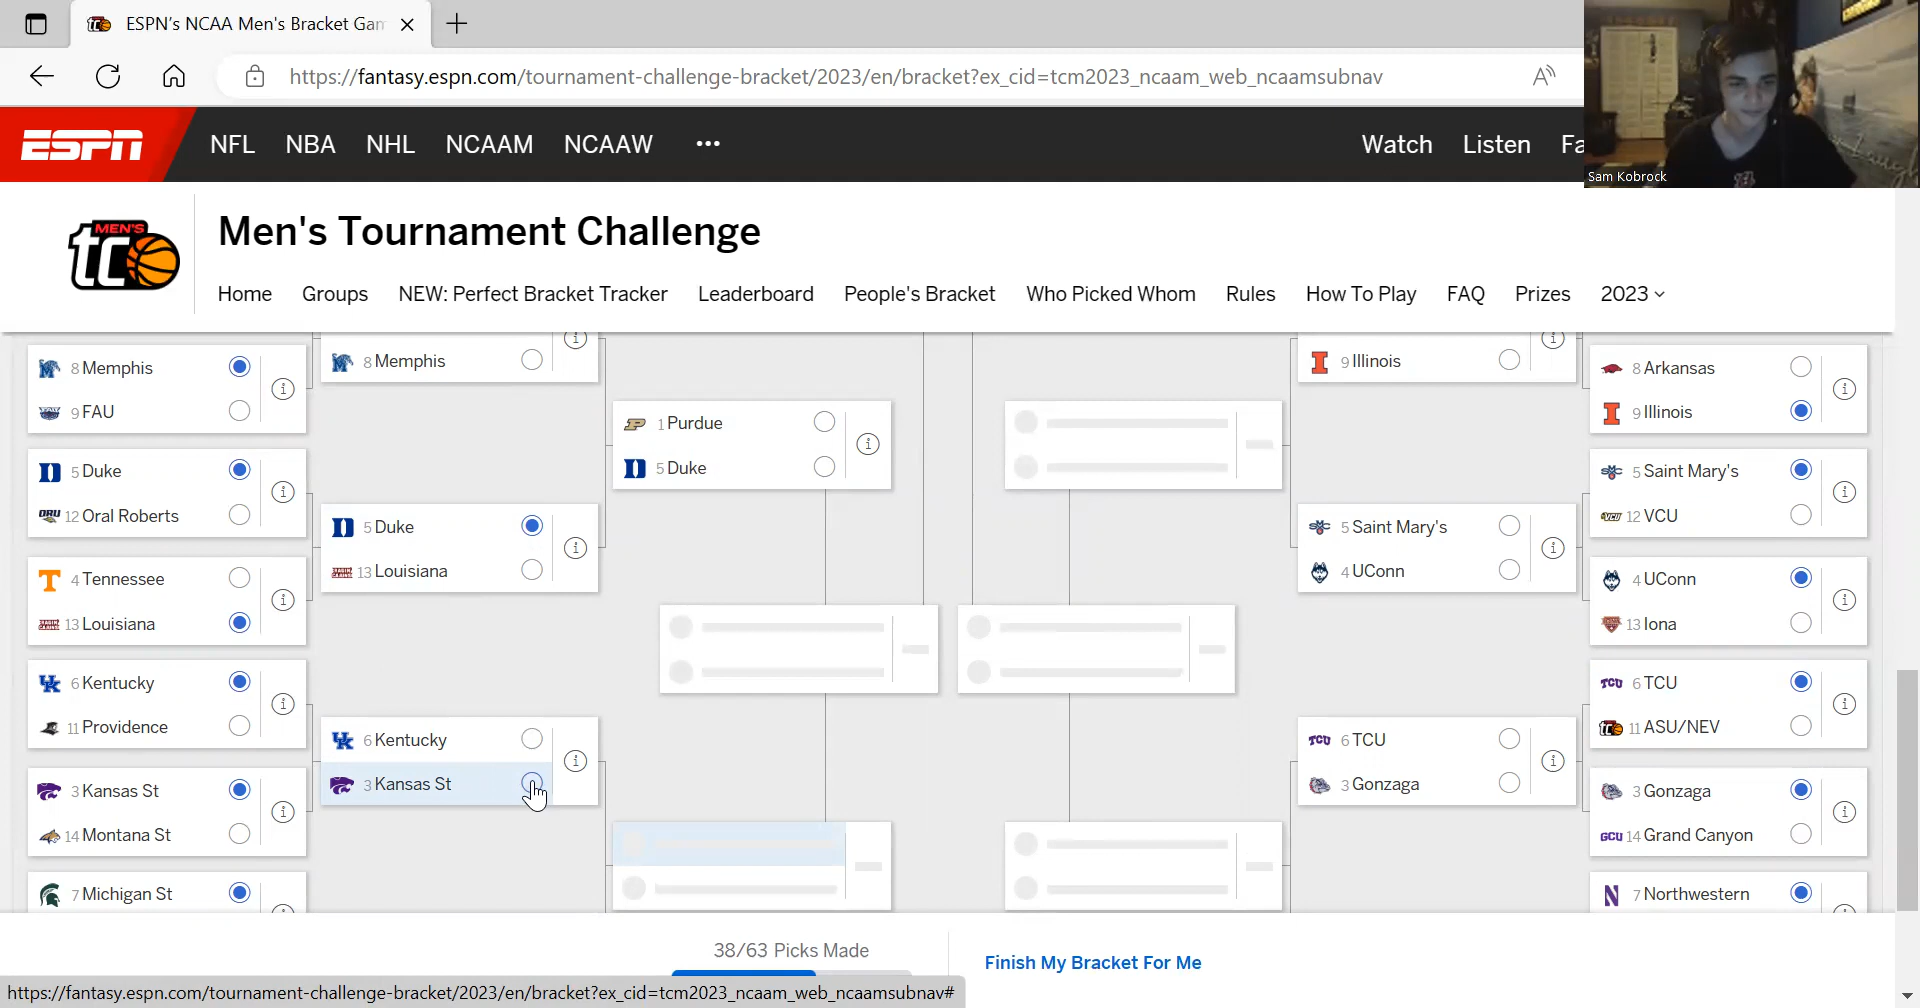 ESPN's NCAA Men's Bracket Gam
https://fantasy.espn.com/tournament-challenge-bracket/2023/en/bracket?ex_cid=tcm2023_ncaam_web_ncaamsubnav
ESPN NFL NBA NHL NCAAM NCAAW ... Watch Listen Fa
Sam Kobrock
MEN'S
tc
Men's Tournament Challenge
Home Groups NEW: Perfect Bracket Tracker Leaderboard People's Bracket Who Picked Whom Rules How To Play FAQ Prizes 2023
8 Memphis
9 FAU
5 Duke
12 Oral Roberts
4 Tennessee
13 Louisiana
6 Kentucky
11 Providence
3 Kansas St
14 Montana St
7 Michigan St
8 Memphis
5 Duke
13 Louisiana
6 Kentucky
3 Kansas St
1 Purdue
5 Duke
9 Illinois
5 Saint Mary's
4 UConn
6 TCU
3 Gonzaga
8 Arkansas
9 Illinois
5 Saint Mary's
12 VCU
4 UConn
13 Iona
6 TCU
11 ASU/NEV
3 Gonzaga
14 Grand Canyon
7 Northwestern
38/63 Picks Made
Finish My Bracket For Me
https://fantasy.espn.com/tournament-challenge-bracket/2023/en/bracket?ex_cid=tcm2023_ncaam_web_ncaamsubnav#